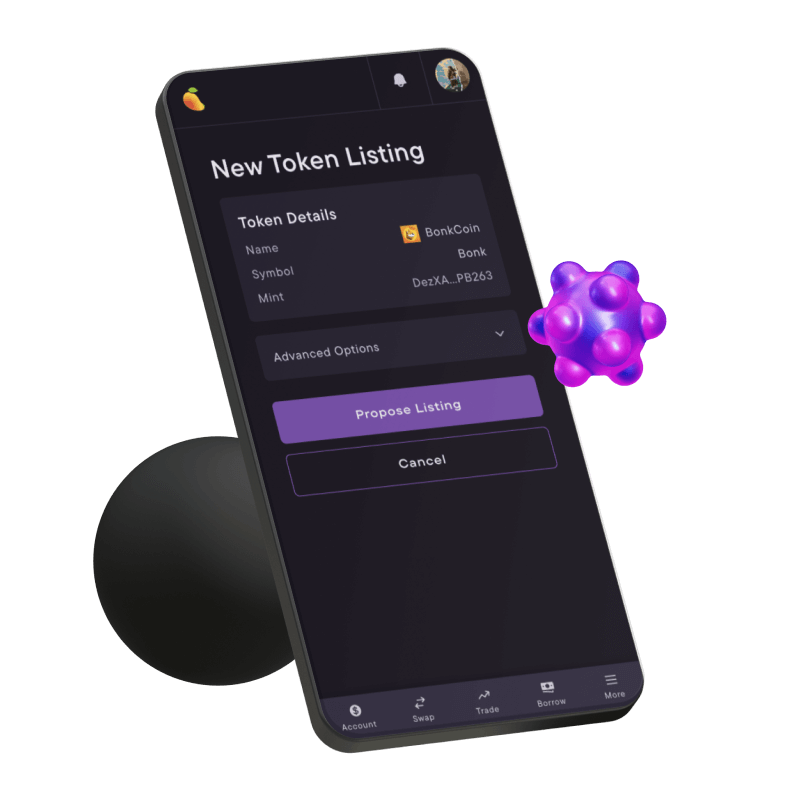 New Token Listing
Token Details
Name BonkCoin
Symbol Bonk
Mint DezXA...PB263
Advanced Options
Propose Listing
Cancel
Account Swap Trade Borrow More